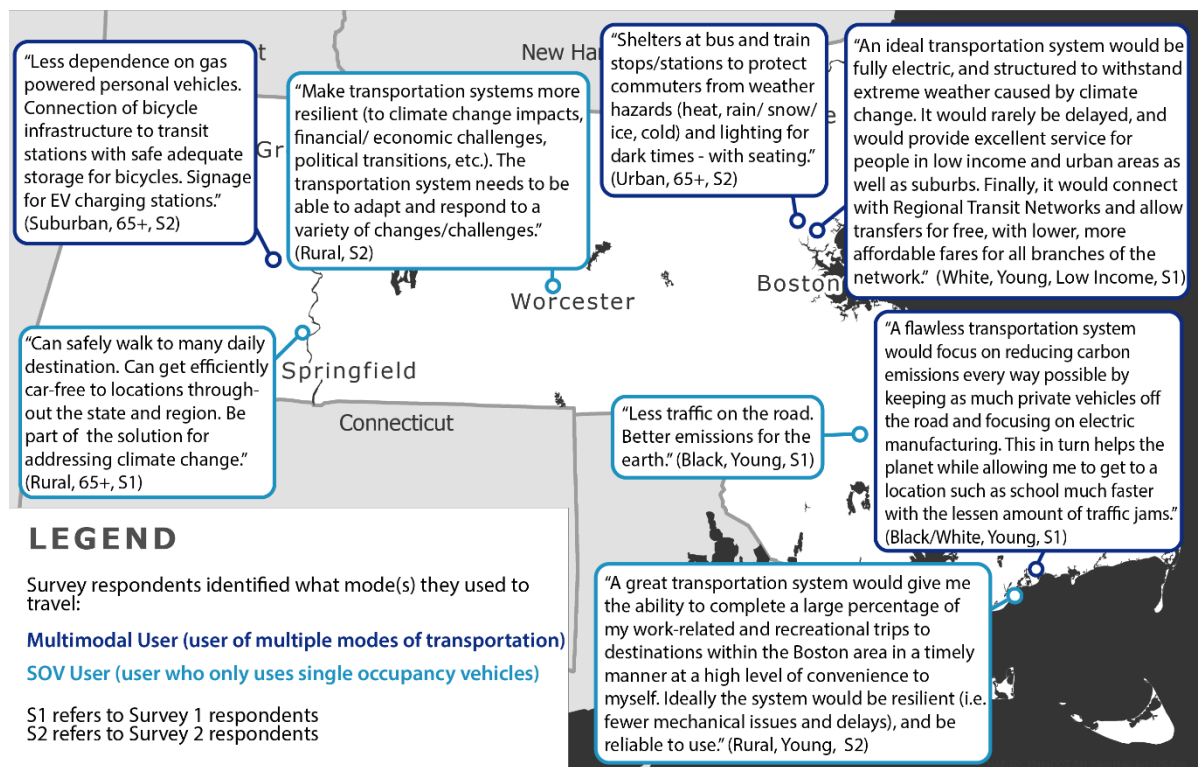 t
New Ham
e
Gr
"Less dependence on gas
powered personal vehicles.
Connection of bicycle
infrastructure to transit
stations with safe adequate
storage for bicycles. Signage
for EV charging stations."
(Suburban, 65+, S2)
"Make transportation systems more
resilient (to climate change impacts,
financial/ economic challenges,
political transitions, etc.). The
transportation system needs to be
able to adapt and respond to a
variety of changes/challenges."
(Rural, S2)
"Shelters at bus and train
stops/stations to protect
commuters from weather
hazards (heat, rain/ snow/
ice, cold) and lighting for
dark times - with seating."
(Urban, 65+, S2)
"An ideal transportation system would be
fully electric, and structured to withstand
extreme weather caused by climate
change. It would rarely be delayed, and
would provide excellent service for
people in low income and urban areas as
well as suburbs. Finally, it would connect
with Regional Transit Networks and allow
transfers for free, with lower, more
affordable fares for all branches of the
network." (White, Young, Low Income, S1)
Worcester
Boston
"Can safely walk to many daily
destination. Can get efficiently
car-free to locations through-
out the state and region. Be
part of the solution for
addressing climate change."
(Rural, 65+, S1)
Springfield
Connecticut
"Less traffic on the road.
Better emissions for the
earth." (Black, Young, S1)
"A flawless transportation system
would focus on reducing carbon
emissions every way possible by
keeping as much private vehicles off
the road and focusing on electric
manufacturing. This in turn helps the
planet while allowing me to get to a
location such as school much faster
with the lessen amount of traffic jams."
(Black/White, Young, S1)
"A great transportation system would give me
the ability to complete a large percentage of
my work-related and recreational trips to
destinations within the Boston area in a timely
manner at a high level of convenience to
myself. Ideally the system would be resilient (i.e.
fewer mechanical issues and delays), and be
reliable to use." (Rural, Young, S2)
LEGEND
Survey respondents identified what mode(s) they used to
travel:
Multimodal User (user of multiple modes of transportation)
SOV User (user who only uses single occupancy vehicles)
S1 refers to Survey 1 respondents
S2 refers to Survey 2 respondents